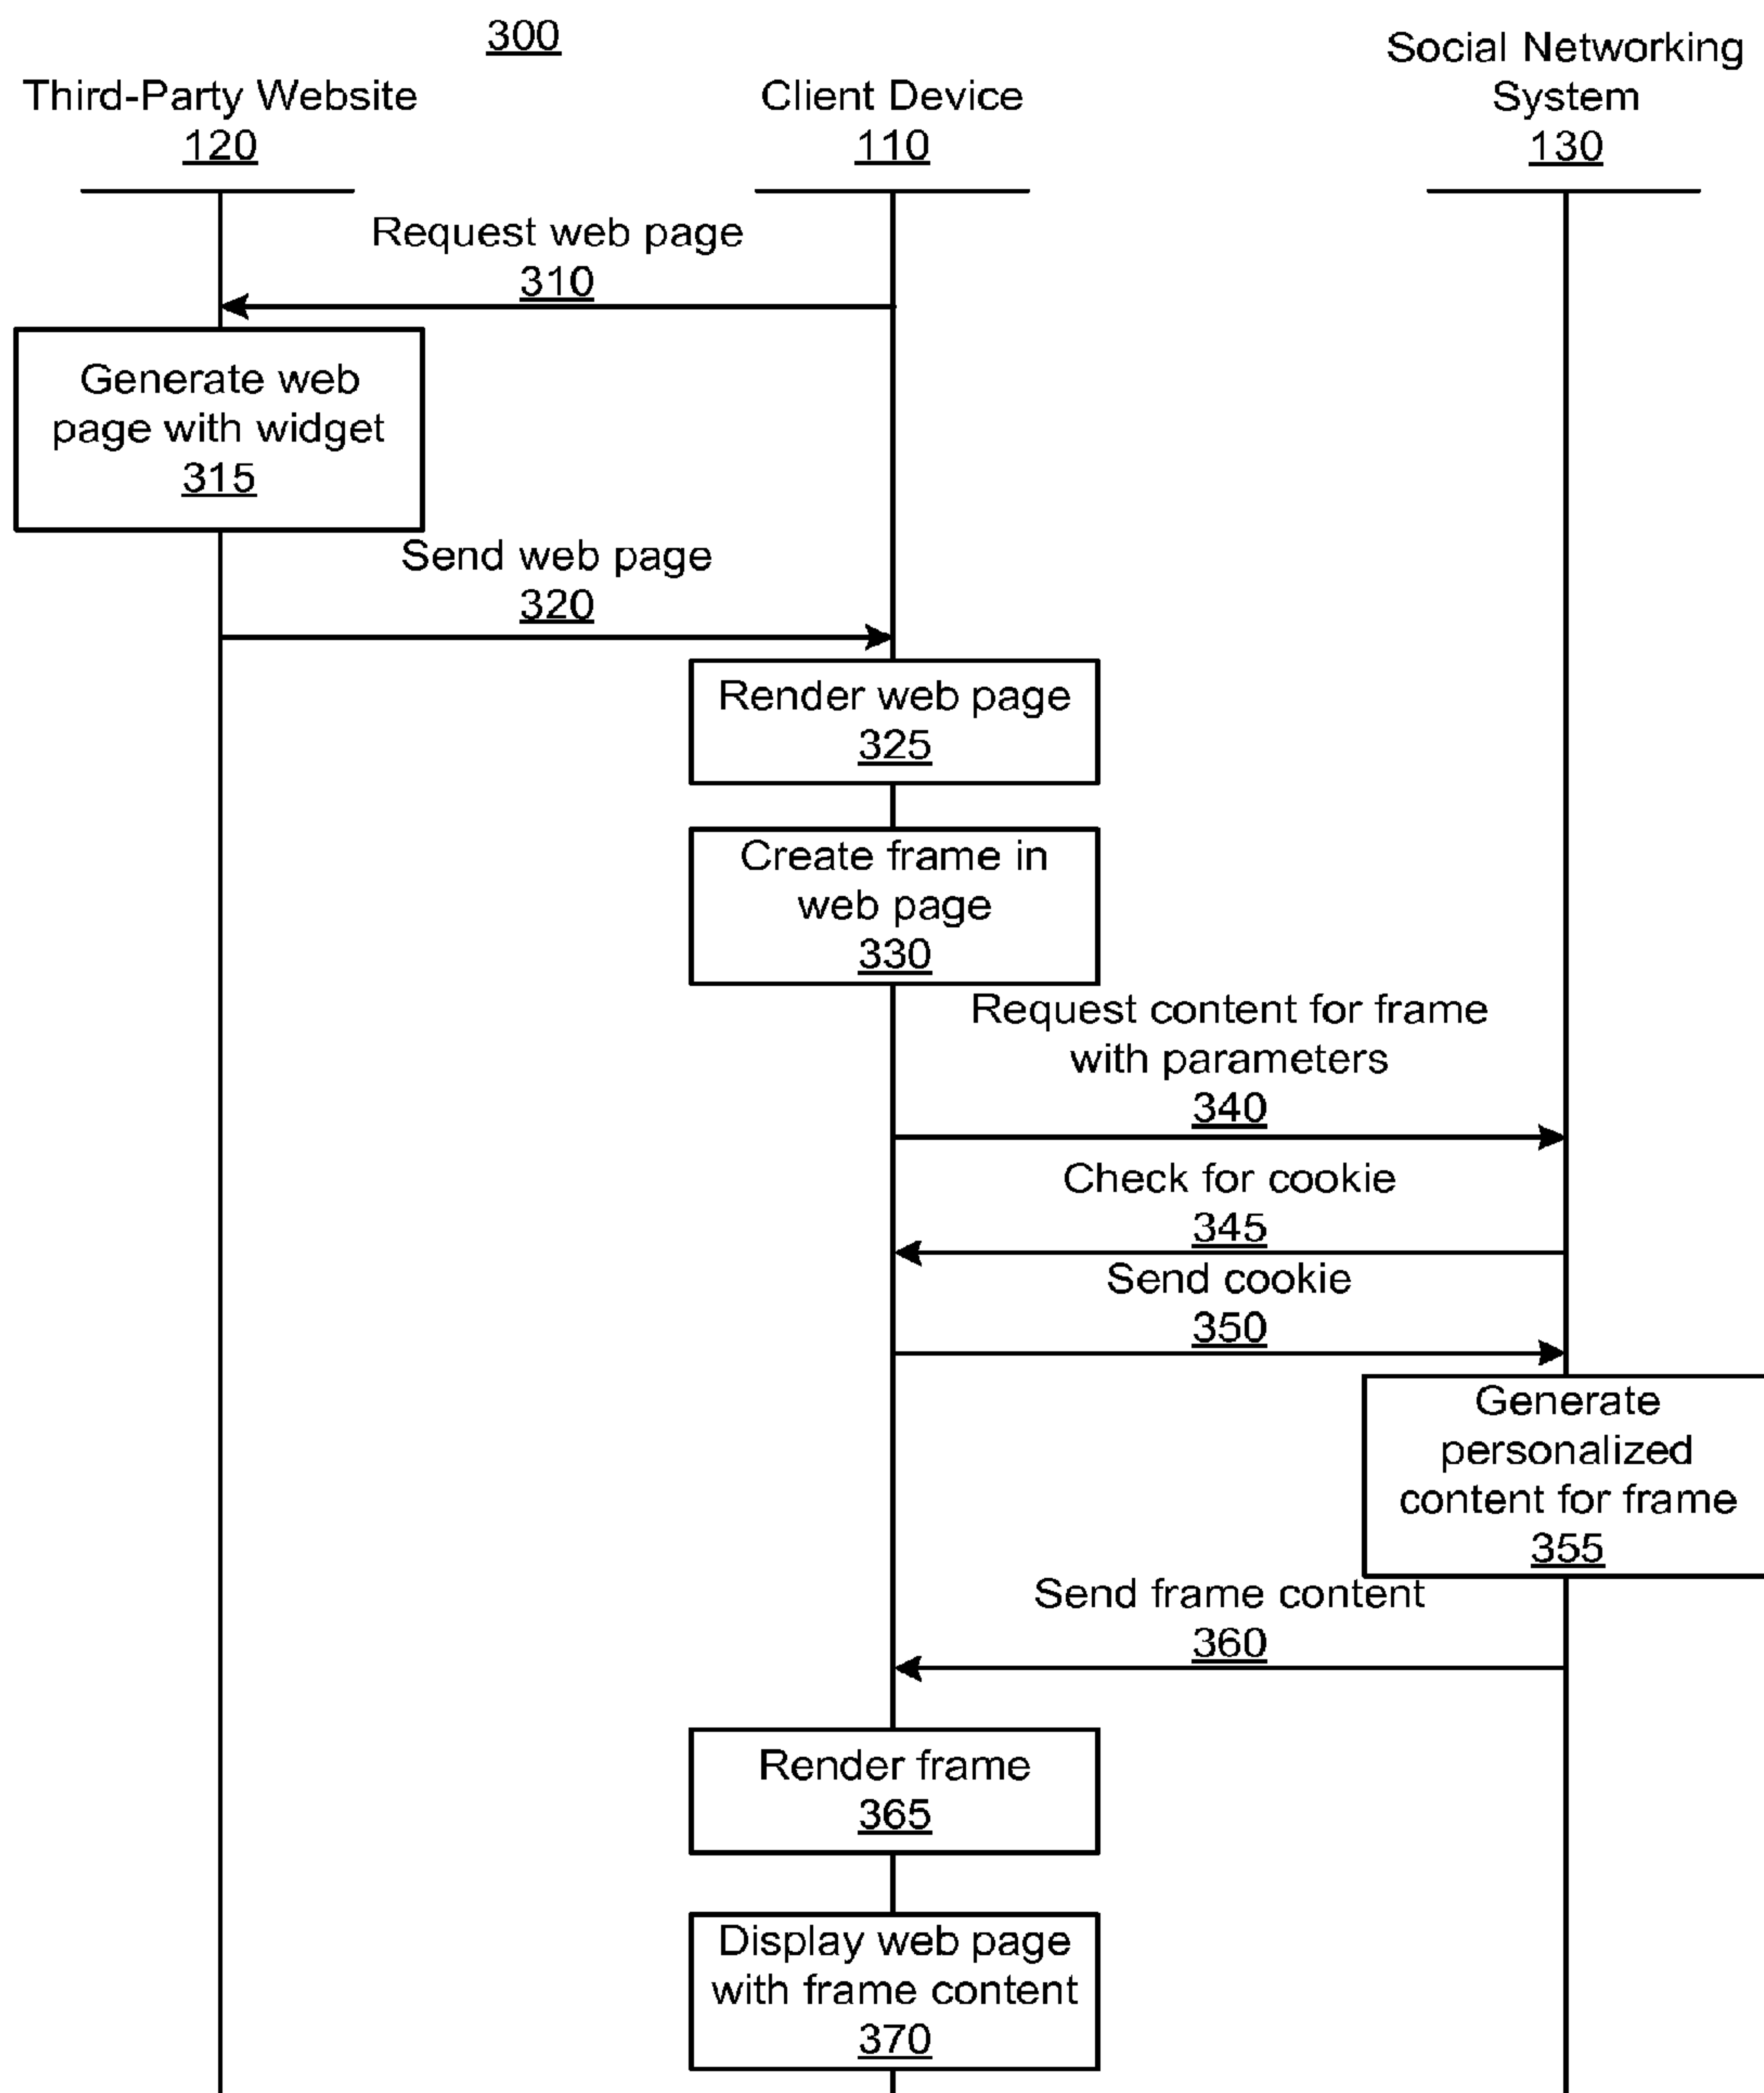 300
Third-Party Website
120
Client Device
110
Social Networking
System
130
Request web page
310
Generate web
page with widget
315
Send web page
320
Render web page
325
Create frame in
web page
330
Request content for frame
with parameters
340
Check for cookie
345
Send cookie
350
Generate
personalized
content for frame
355
Send frame content
360
Render frame
365
Display web page
with frame content
370